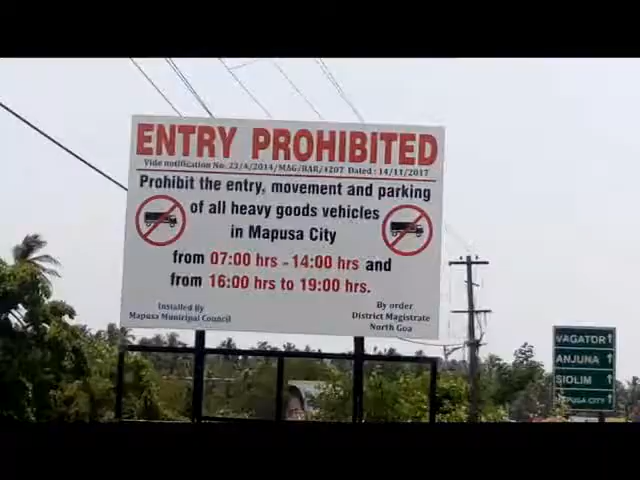 ENTRY PROHIBITED
Vide notification No. 23/4/2014/MAG/BAR/4207 Dated : 14/11/2017
Prohibit the entry, movement and parking
of all heavy goods vehicles
in Mapusa City
from 07:00 hrs - 14:00 hrs and
from 16:00 hrs to 19:00 hrs.
Installed By
Mapusa Municipal Council
By order
District Magistrate
North Goa
VAGATOR ↑
ANJUNA ↑
SIOLIM ↑
MAPUSA CITY ↑